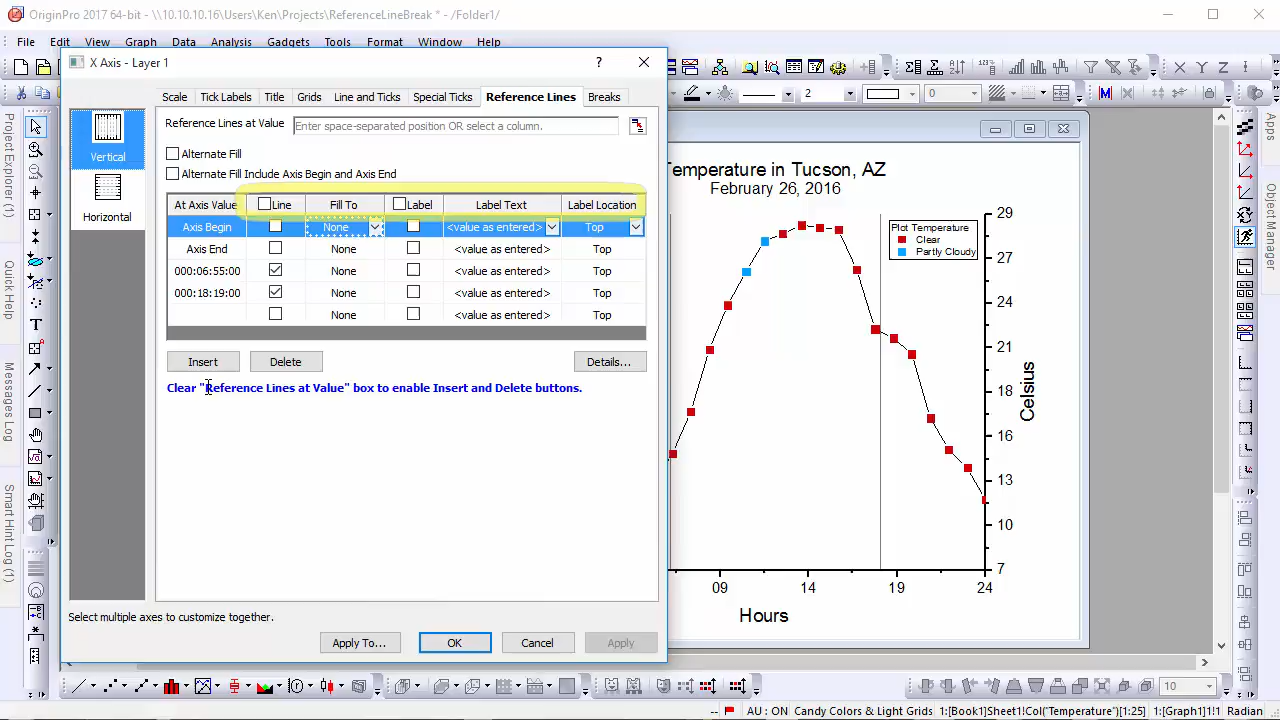 OriginPro 2017 64-bit - \\10.10.10.16\Users\Ken\Projects\ReferenceLineBreak * - /Folder1/
File Edit View Graph Data Analysis Gadgets Tools Format Window Help
X Axis - Layer 1
?
Scale Tick Labels Title Grids Line and Ticks Special Ticks Reference Lines Breaks
Vertical
Horizontal
Reference Lines at Value Enter space-separated position OR select a column.
Alternate Fill
Alternate Fill Include Axis Begin and Axis End
At Axis Value Line Fill To Label Label Text Label Location
Axis Begin None <value as entered> Top
Axis End None <value as entered> Top
000:06:55:00 None <value as entered> Top
000:18:19:00 None <value as entered> Top
None <value as entered> Top
Insert Delete Details...
Clear "Reference Lines at Value" box to enable Insert and Delete buttons.
Select multiple axes to customize together.
Apply To... OK Cancel Apply
Project Explorer (1)
Quick Help
Messages Log
Smart Hint Log (1)
2
0
X Y Z
M
T
Apps
Object Manager
Temperature in Tucson, AZ
February 26, 2016
Plot Temperature
Clear
Partly Cloudy
29
27
24
21
18
16
13
10
7
Celsius
09 14 19 24
Hours
10
-- AU : ON Candy Colors & Light Grids 1:[Book1]Sheet1!Col("Temperature")[1:25] 1:[Graph1]1!1 Radian